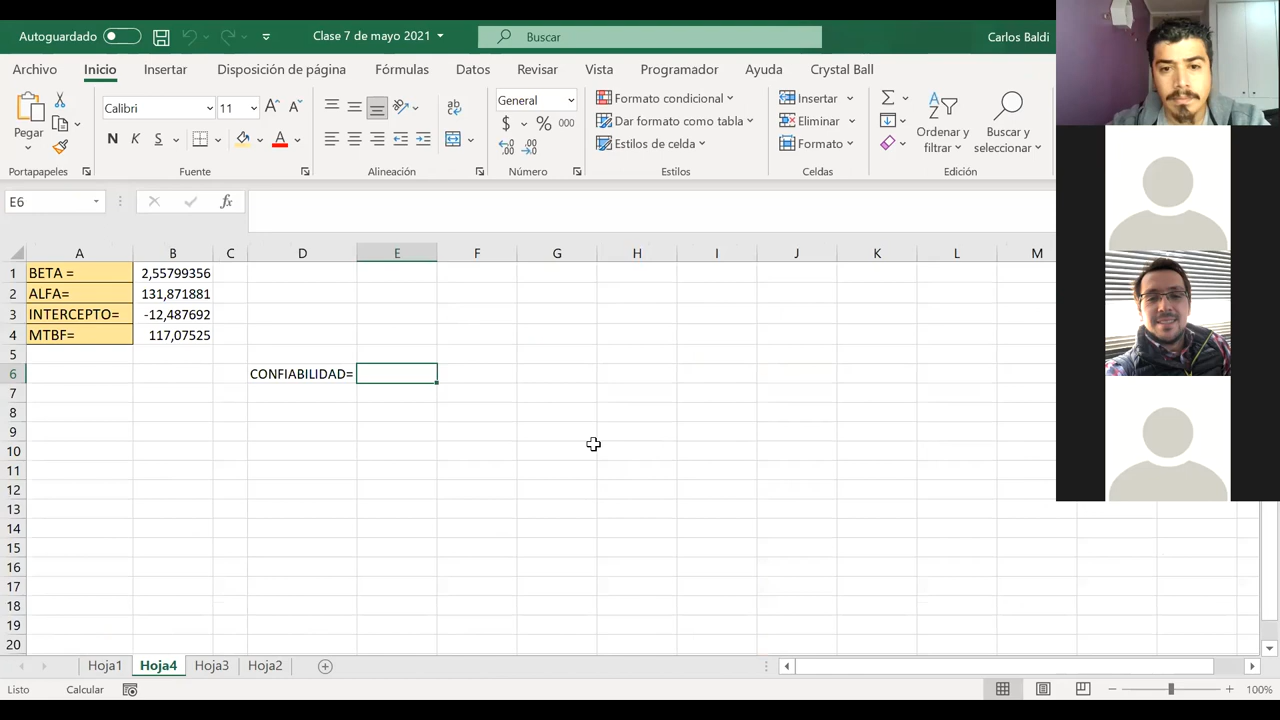 Autoguardado
Clase 7 de mayo 2021
Buscar
Carlos Baldi
Archivo Inicio Insertar Disposición de página Fórmulas Datos Revisar Vista Programador Ayuda Crystal Ball
Pegar
Portapapeles
Calibri 11
N K S
Fuente
Alineación
General
$ % 000
Número
Formato condicional
Dar formato como tabla
Estilos de celda
Estilos
Insertar
Eliminar
Formato
Celdas
Ordenar y filtrar
Buscar y seleccionar
Edición
E6
fx
A B C D E F G H I J K L M
1 BETA = 2,55799356
2 ALFA= 131,871881
3 INTERCEPTO= -12,487692
4 MTBF= 117,07525
5
6 CONFIABILIDAD=
7
8
9
10
11
12
13
14
15
16
17
18
19
20
Hoja1 Hoja4 Hoja3 Hoja2
Listo Calcular 100%